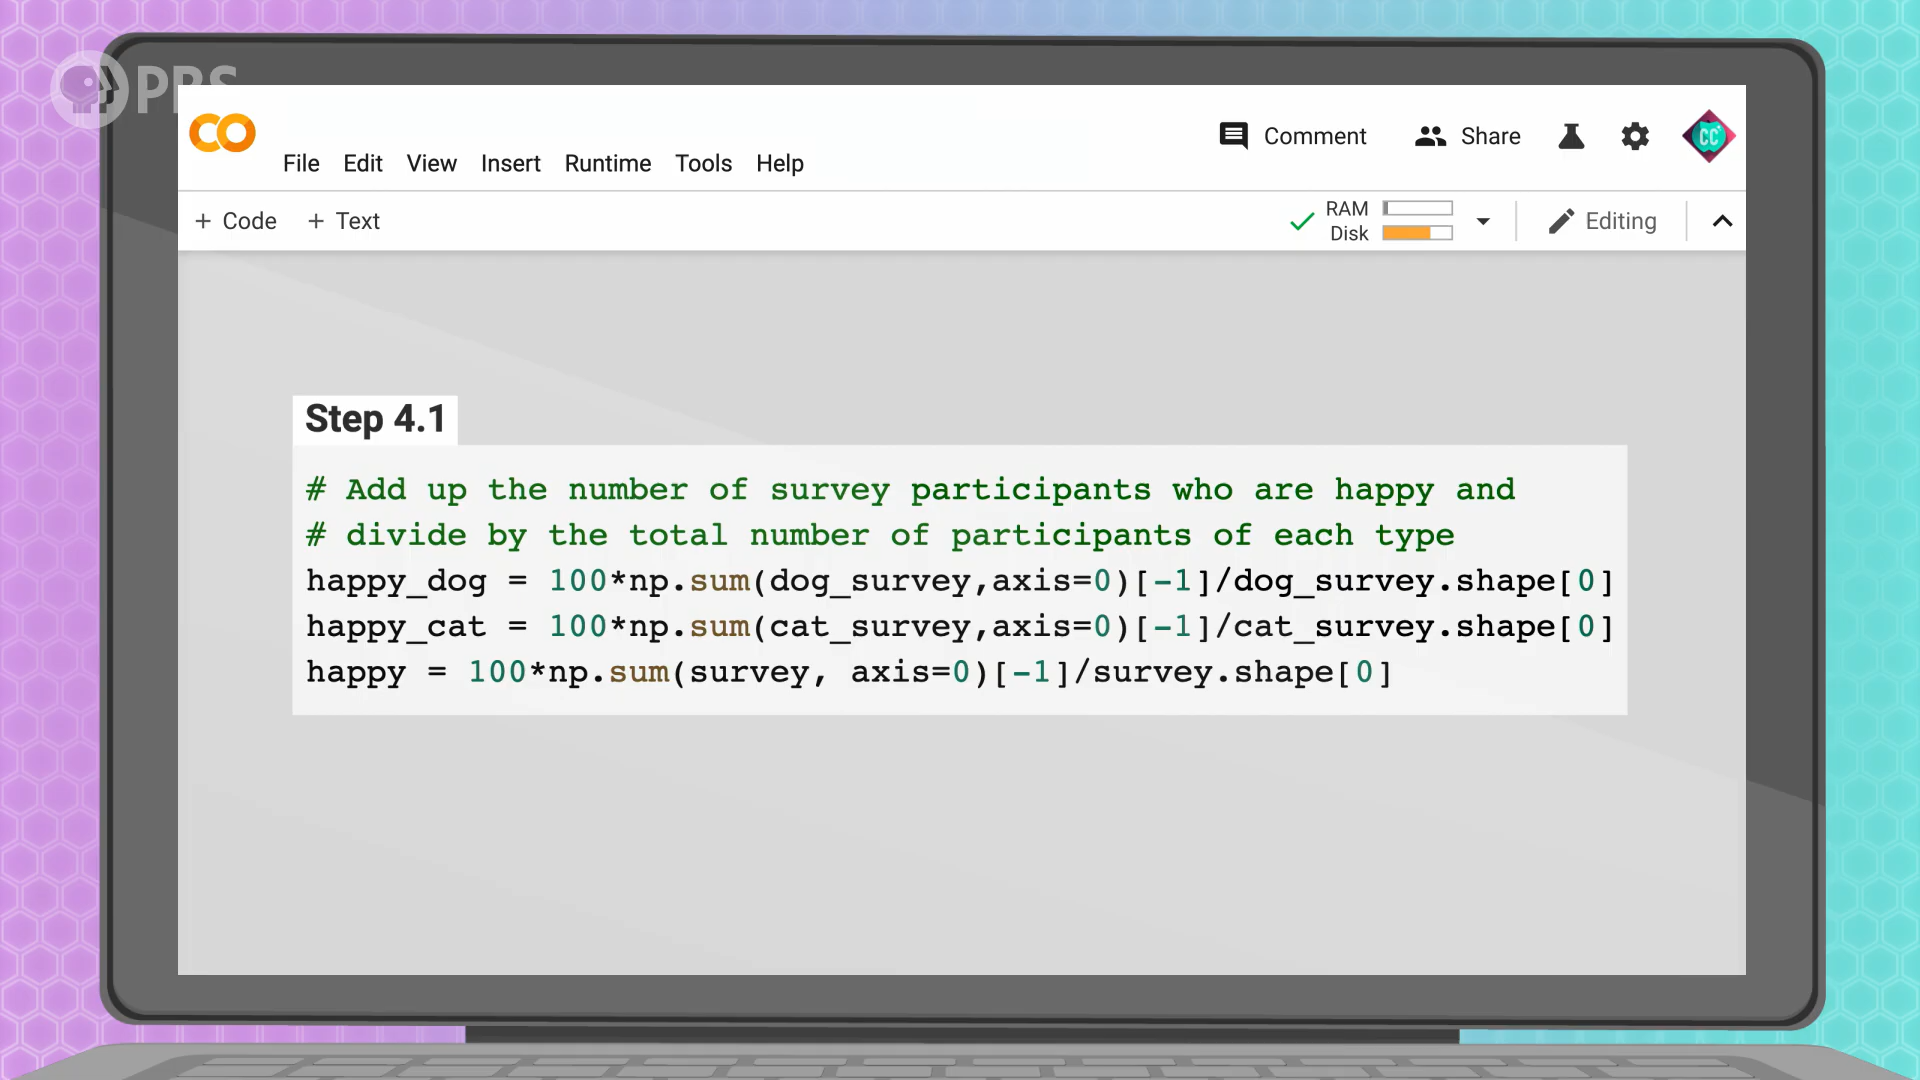 PBS
File Edit View Insert Runtime Tools Help
Comment Share
CC
+ Code + Text
RAM
Disk
Editing
Step 4.1
# Add up the number of survey participants who are happy and
# divide by the total number of participants of each type
happy_dog = 100*np.sum(dog_survey,axis=0)[-1]/dog_survey.shape[0]
happy_cat = 100*np.sum(cat_survey,axis=0)[-1]/cat_survey.shape[0]
happy = 100*np.sum(survey, axis=0)[-1]/survey.shape[0]